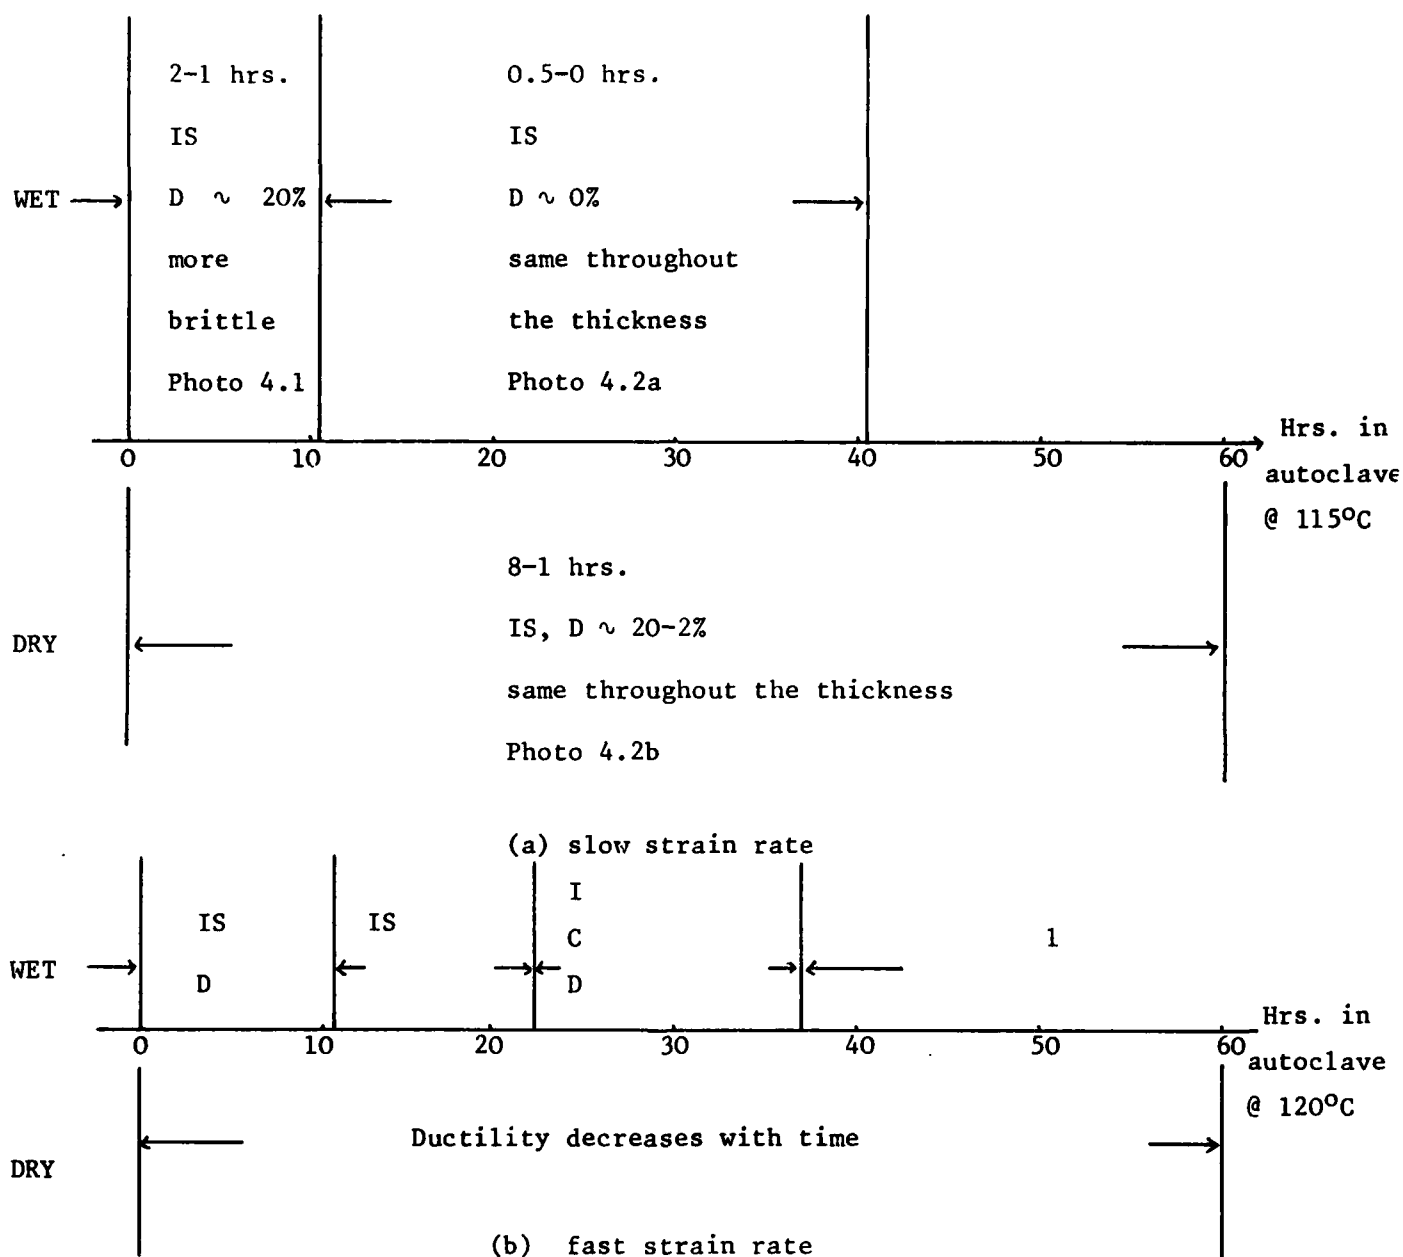 2-1 hrs.
0.5-0 hrs.
IS
IS
WET
D ~ 20%
D ~ 0%
more
same throughout
brittle
the thickness
Photo 4.1
Photo 4.2a
0 10 20 30 40 50 60
Hrs. in
autoclave
@ 115°C
8-1 hrs.
DRY
IS, D ~ 20-2%
same throughout the thickness
Photo 4.2b
(a) slow strain rate
IS
IS
I
C
D
1
WET
D
0 10 20 30 40 50 60
Hrs. in
autoclave
@ 120°C
Ductility decreases with time
DRY
(b) fast strain rate